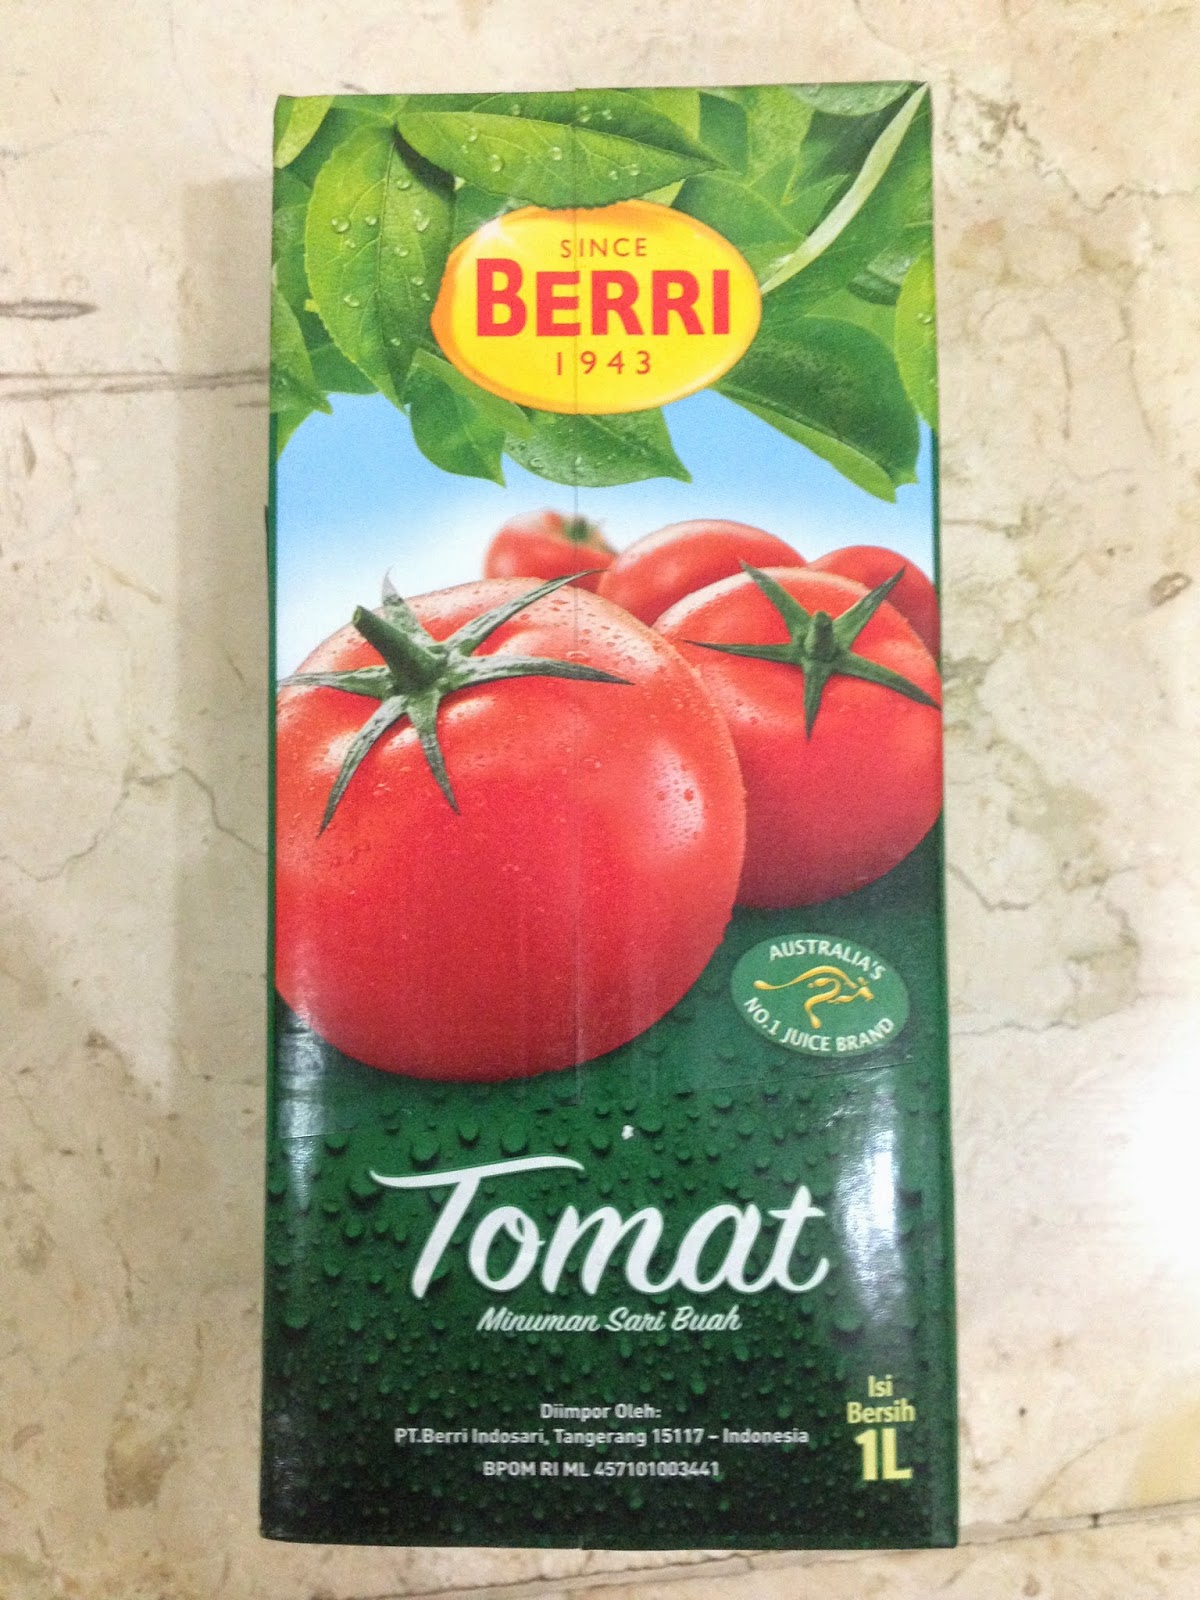 SINCE
BERRI
1943
AUSTRALIA'S
NO.1 JUICE BRAND
Tomat
Minuman Sari Buah
Diimpor Oleh:
PT.Berri Indosari, Tangerang 15117 – Indonesia
BPOM RI ML 457101003441
Isi
Bersih
1L